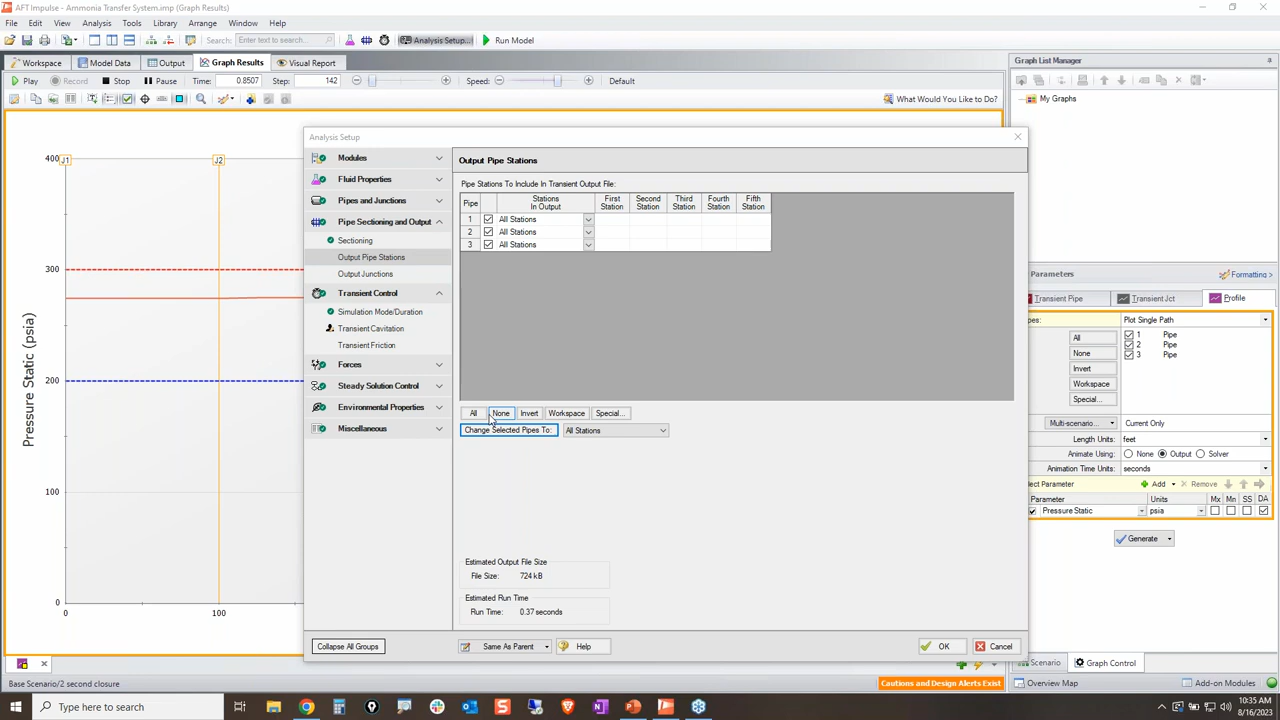 AFT Impulse - Ammonia Transfer System.imp (Graph Results)
File Edit View Analysis Tools Library Arrange Window Help
Search: Enter text to search... Analysis Setup... Run Model
Workspace Model Data Output Graph Results Visual Report
Play Record Stop Pause Time: 0.8507 Step: 142 Speed: Default
What Would You Like to Do?
Graph List Manager
My Graphs
Pressure Static (psia)
400
300
200
100
0
J1 J2
0 100
Analysis Setup
Modules
Fluid Properties
Pipes and Junctions
Pipe Sectioning and Output
Sectioning
Output Pipe Stations
Output Junctions
Transient Control
Simulation Mode/Duration
Transient Cavitation
Transient Friction
Forces
Steady Solution Control
Environmental Properties
Miscellaneous
Collapse All Groups
Output Pipe Stations
Pipe Stations To Include In Transient Output File:
Pipe Stations In Output First Station Second Station Third Station Fourth Station Fifth Station
1 All Stations
2 All Stations
3 All Stations
All None Invert Workspace Special...
Change Selected Pipes To: All Stations
Estimated Output File Size
File Size: 724 kB
Estimated Run Time
Run Time: 0.37 seconds
Same As Parent Help OK Cancel
Parameters Formatting >
Transient Pipe Transient Jct Profile
Plot Single Path
All
None
Invert
Workspace
Special...
1 Pipe
2 Pipe
3 Pipe
Multi-scenario... Current Only
Length Units: feet
Animate Using: None Output Solver
Animation Time Units: seconds
Add Remove
Parameter Units Mx Mn SS DA
Pressure Static psia
Generate
Scenario Graph Control
Base Scenario/2 second closure
Cautions and Design Alerts Exist
Overview Map Add-on Modules
Type here to search
10:35 AM
8/16/2023